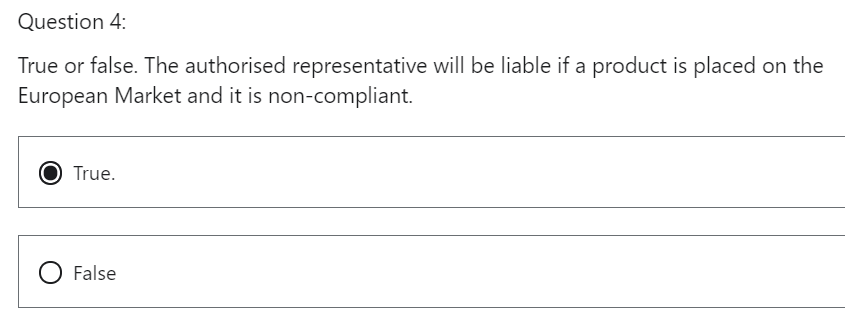 Question 4:
True or false. The authorised representative will be liable if a product is placed on the
European Market and it is non-compliant.
True.
False